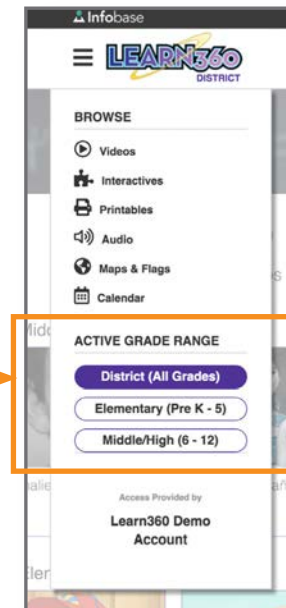 Infobase
LEARN360
DISTRICT
BROWSE
Videos
Interactives
Printables
Audio
Maps & Flags
Calendar
ACTIVE GRADE RANGE
District (All Grades)
Elementary (Pre K - 5)
Middle/High (6 - 12)
Access Provided by
Learn360 Demo
Account